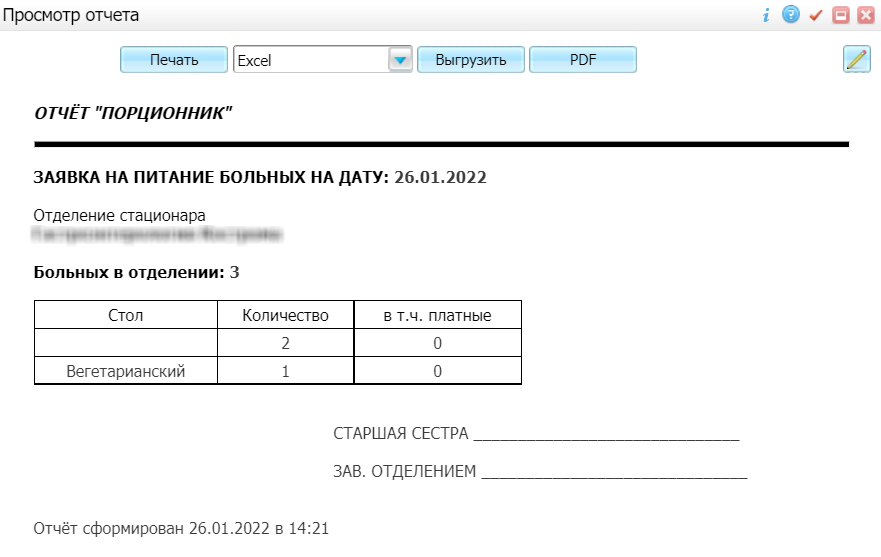 Просмотр отчета
Печать Excel Выгрузить PDF
ОТЧЁТ "ПОРЦИОННИК"
ЗАЯВКА НА ПИТАНИЕ БОЛЬНЫХ НА ДАТУ: 26.01.2022
Отделение стационара
Больных в отделении: 3
Стол Количество в т.ч. платные
2 0
Вегетарианский 1 0
СТАРШАЯ СЕСТРА ______________________________
ЗАВ. ОТДЕЛЕНИЕМ ______________________________
Отчёт сформирован 26.01.2022 в 14:21